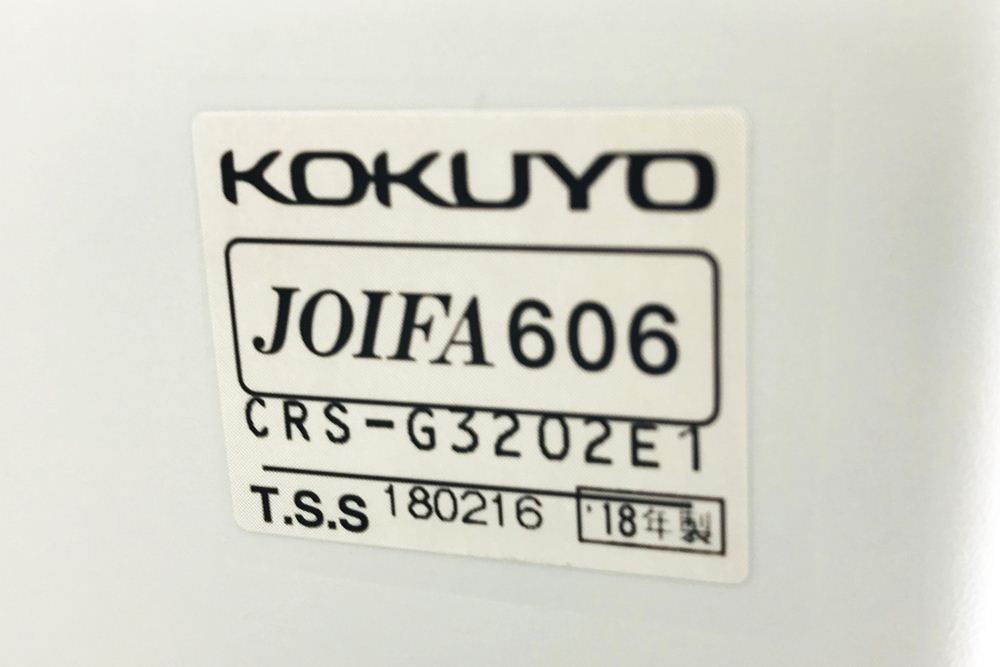 KOKUYO
JOIFA 606
CRS-G3202E1
T.S.S 180216 '18年製